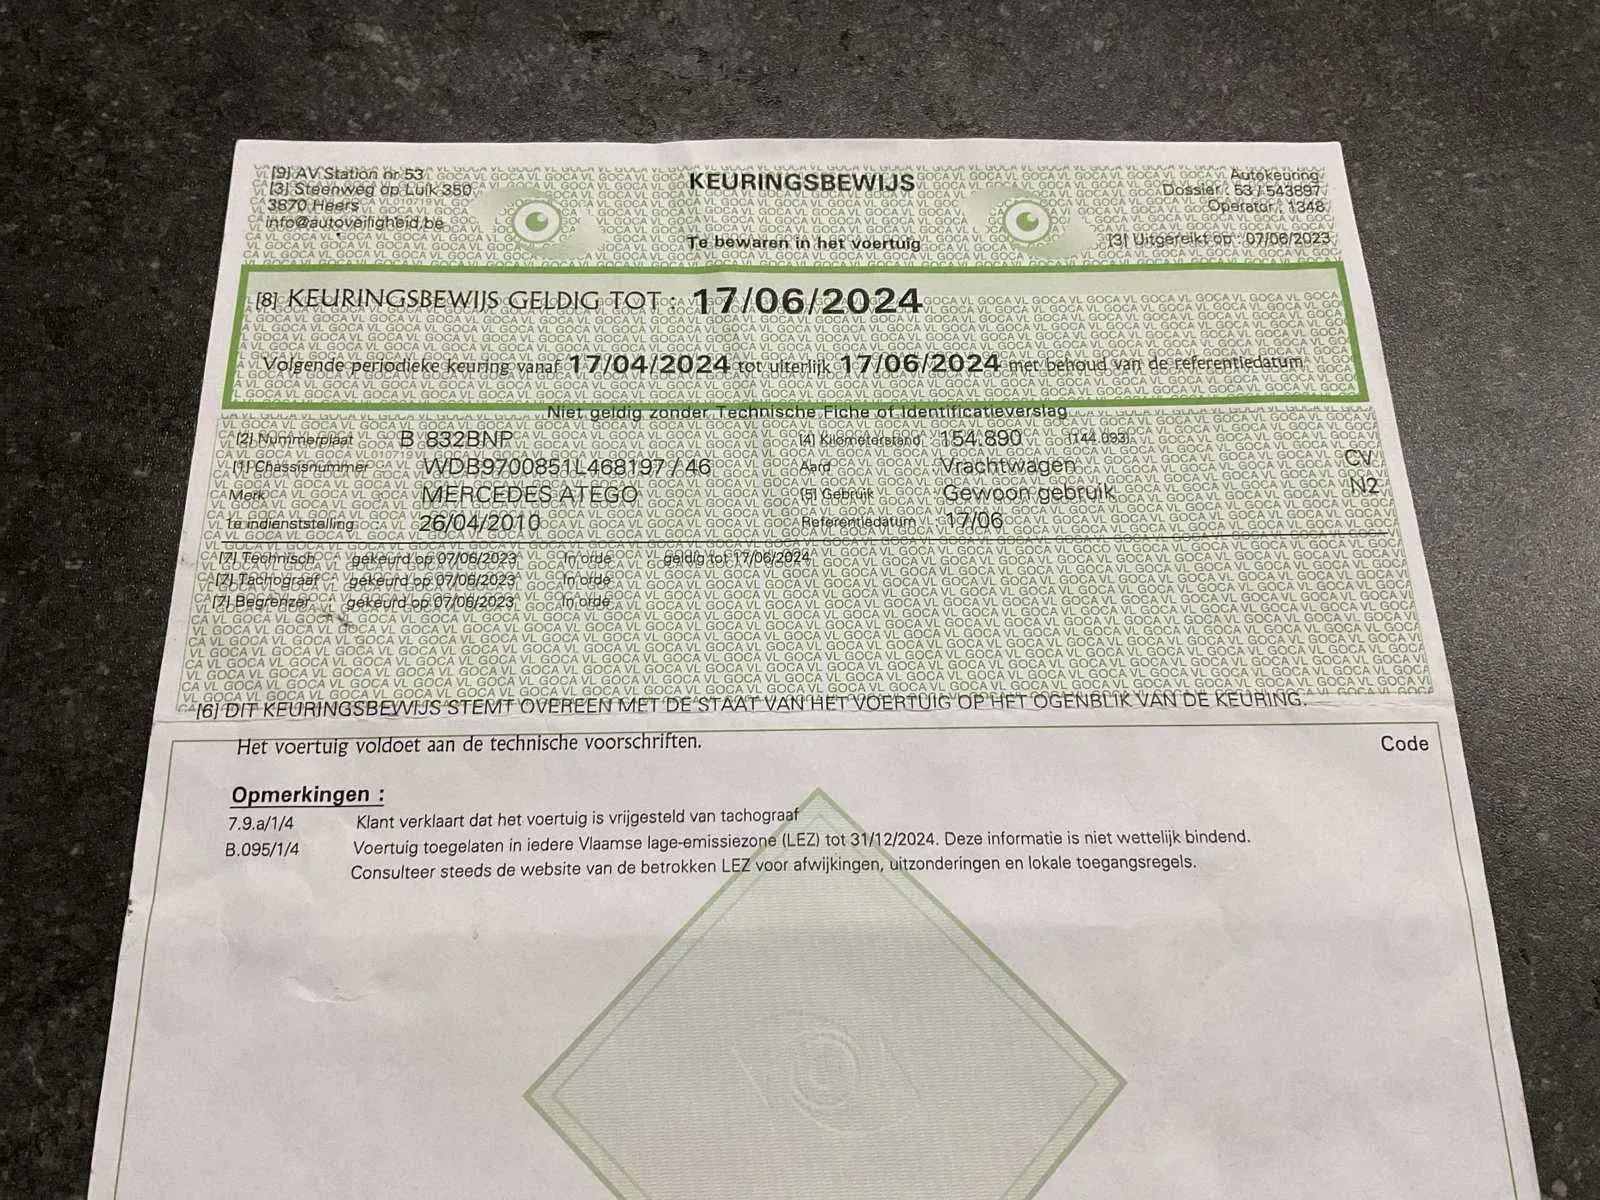 [9] AV Station nr 53
[3] Steenweg op Luik 350
3870 Heers
info@autoveiligheid.be
KEURINGSBEWIJS
Te bewaren in het voertuig
Autokeuring
Dossier : 53 / 543897
Operator : 1348
[3] Uitgereikt op : 07/06/2023
[8] KEURINGSBEWIJS GELDIG TOT : 17/06/2024
Volgende periodieke keuring vanaf 17/04/2024 tot uiterlijk 17/06/2024 met behoud van de referentiedatum
Niet geldig zonder Technische Fiche of Identificatieverslag
[2] Nummerplaat B 832BNP [4] Kilometerstand : 154.890 (144.093)
[1] Chassisnummer WDB9700851L468197 / 46 Aard Vrachtwagen CV
Merk MERCEDES ATEGO [5] Gebruik Gewoon gebruik N2
1e indienststelling 26/04/2010 Referentiedatum : 17/06
[7] Technisch : gekeurd op 07/06/2023 In orde geldig tot 17/06/2024
[7] Tachograaf : gekeurd op 07/06/2023 In orde
[7] Begrenzer : gekeurd op 07/06/2023 In orde
[6] DIT KEURINGSBEWIJS STEMT OVEREEN MET DE STAAT VAN HET VOERTUIG OP HET OGENBLIK VAN DE KEURING.
Het voertuig voldoet aan de technische voorschriften. Code
Opmerkingen :
7.9.a/1/4 Klant verklaart dat het voertuig is vrijgesteld van tachograaf
B.095/1/4 Voertuig toegelaten in iedere Vlaamse lage-emissiezone (LEZ) tot 31/12/2024. Deze informatie is niet wettelijk bindend.
Consulteer steeds de website van de betrokken LEZ voor afwijkingen, uitzonderingen en lokale toegangsregels.